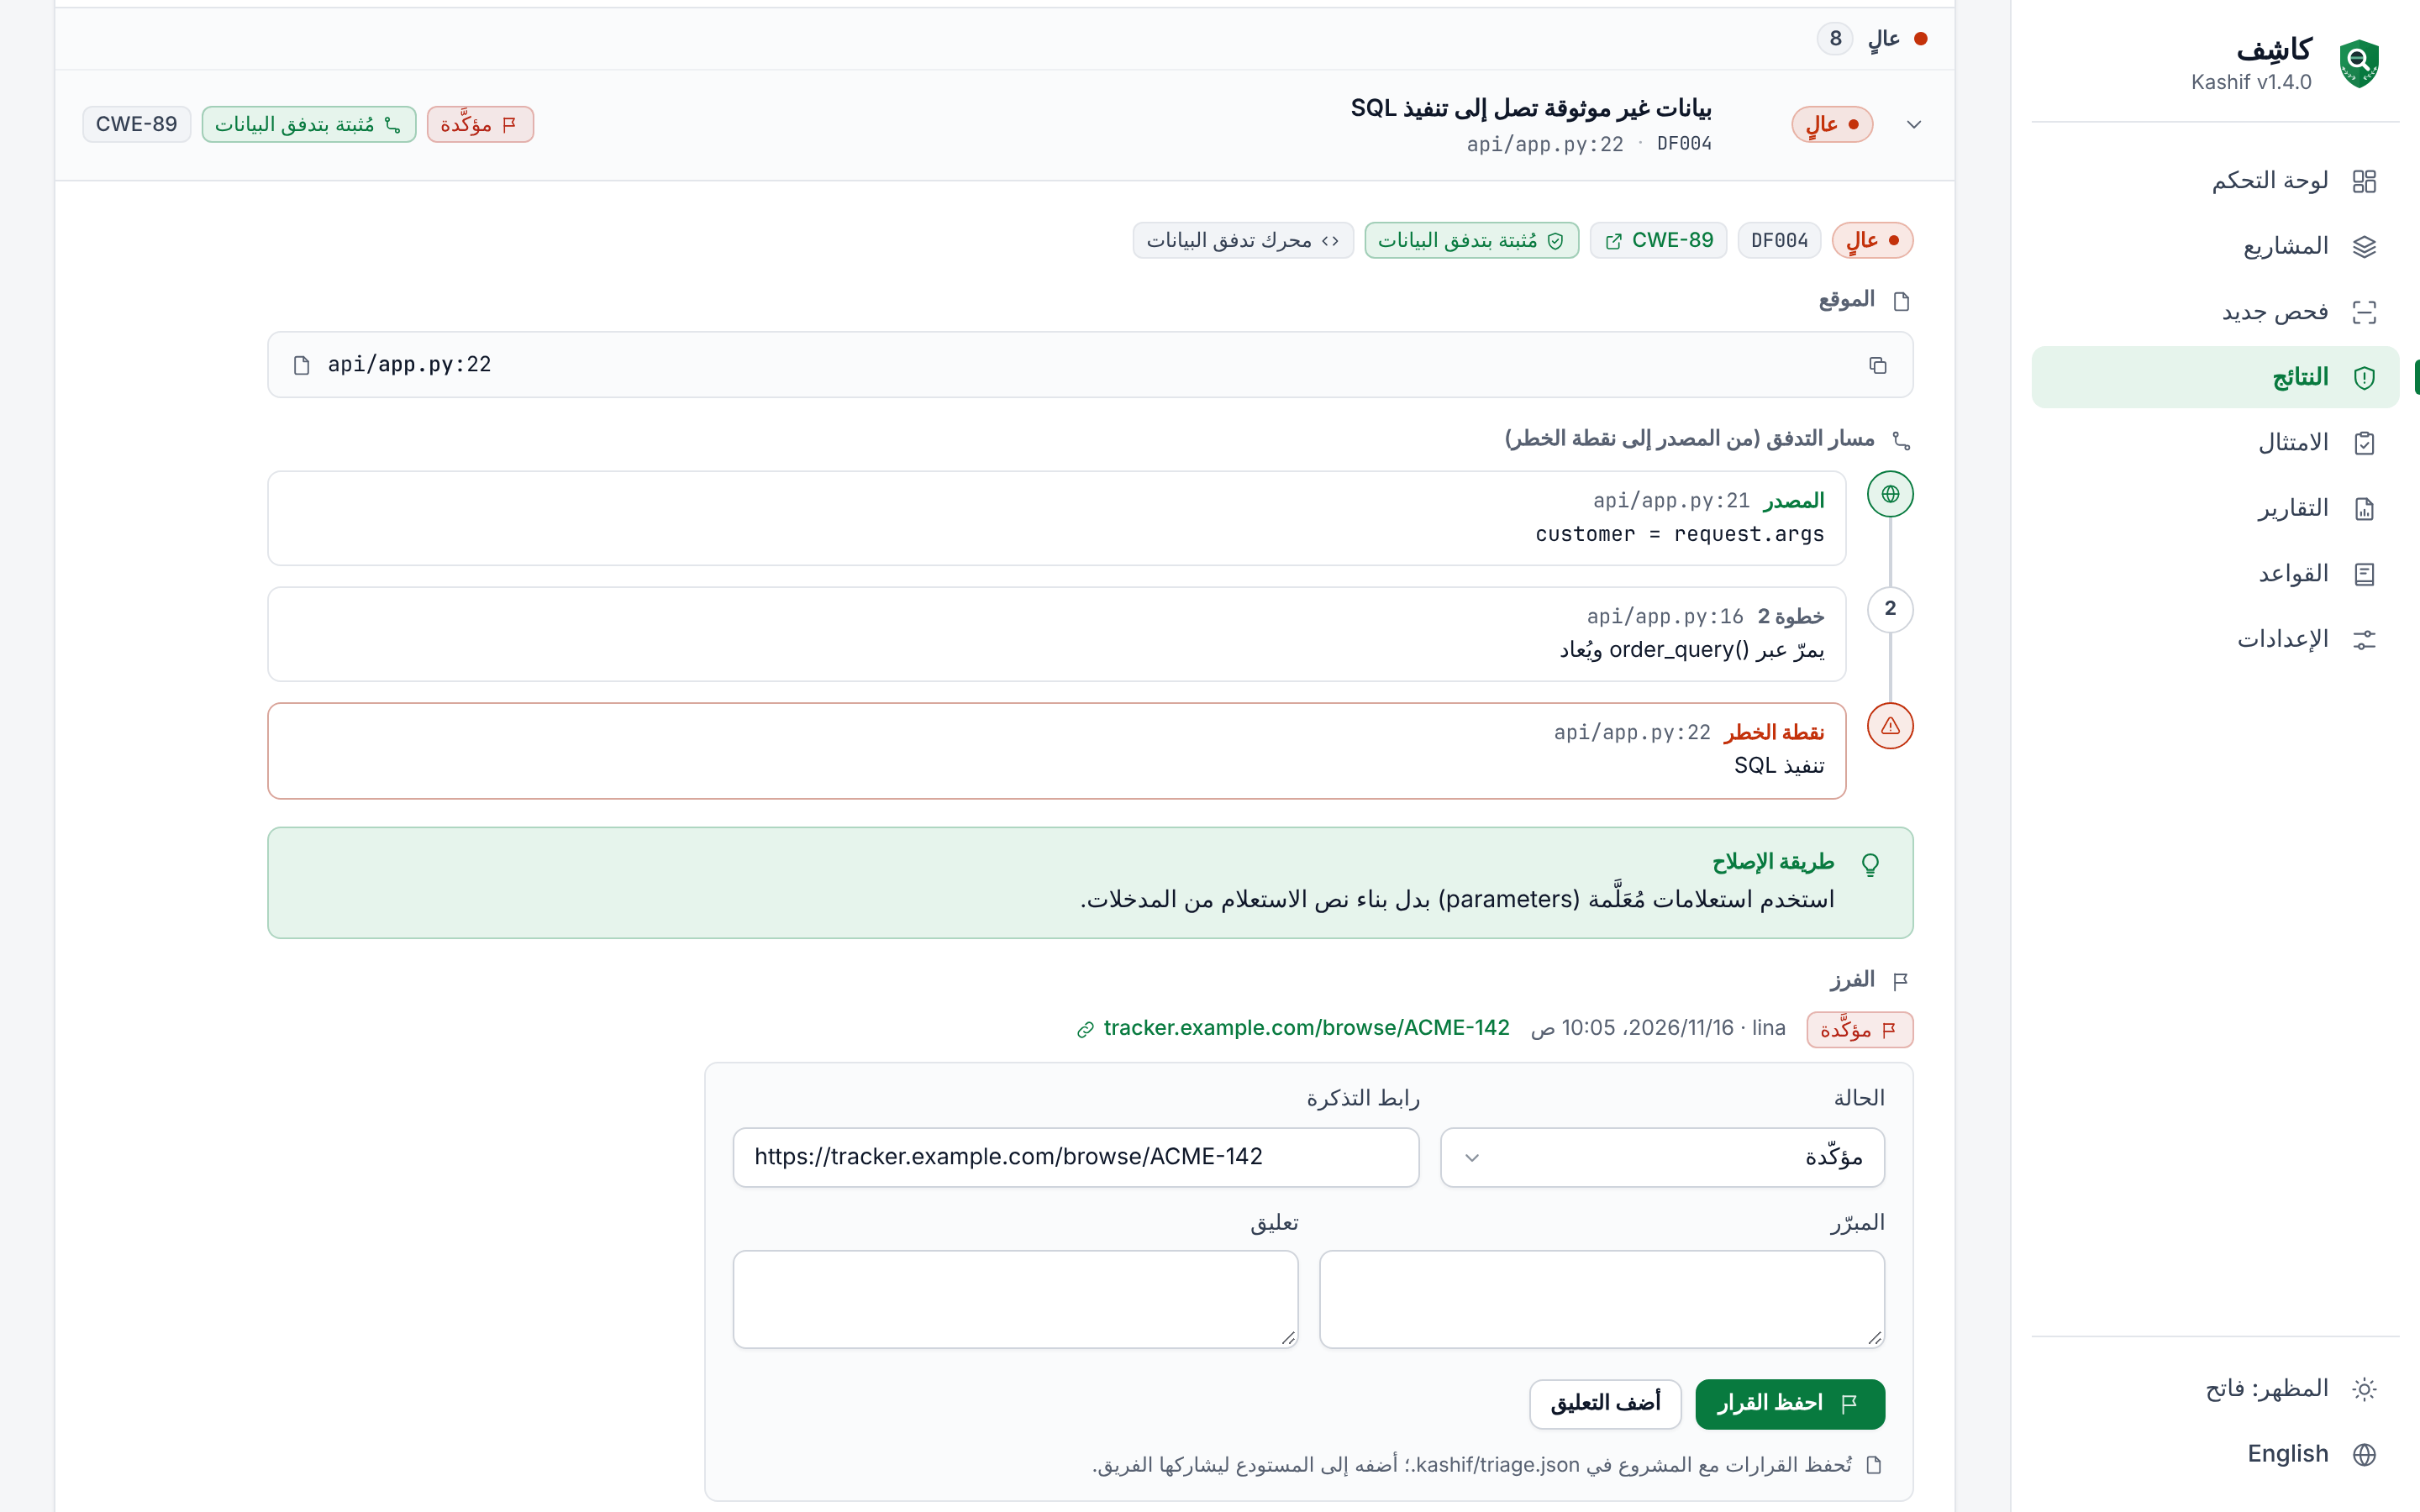 كاشِف
Kashif v1.4.0
لوحة التحكم
المشاريع
فحص جديد
النتائج
الامتثال
التقارير
القواعد
الإعدادات
المظهر: فاتح
English
عالٍ 8
عالٍ
بيانات غير موثوقة تصل إلى تنفيذ SQL
DF004 · api/app.py:22
مؤكَّدة
مُثبتة بتدفق البيانات
CWE-89
عالٍ DF004 CWE-89 مُثبتة بتدفق البيانات محرك تدفق البيانات
الموقع
api/app.py:22
مسار التدفق (من المصدر إلى نقطة الخطر)
المصدر api/app.py:21
customer = request.args
2
خطوة 2 api/app.py:16
يمرّ عبر order_query() ويُعاد
نقطة الخطر api/app.py:22
تنفيذ SQL
طريقة الإصلاح
استخدم استعلامات مُعَلَّمة (parameters) بدل بناء نص الاستعلام من المدخلات.
الفرز
مؤكَّدة lina · 2026/11/16، 10:05 ص tracker.example.com/browse/ACME-142
الحالة رابط التذكرة
مؤكّدة https://tracker.example.com/browse/ACME-142
المبرّر تعليق
احفظ القرار أضف التعليق
تُحفظ القرارات مع المشروع في kashif/triage.json.؛ أضفه إلى المستودع ليشاركها الفريق.